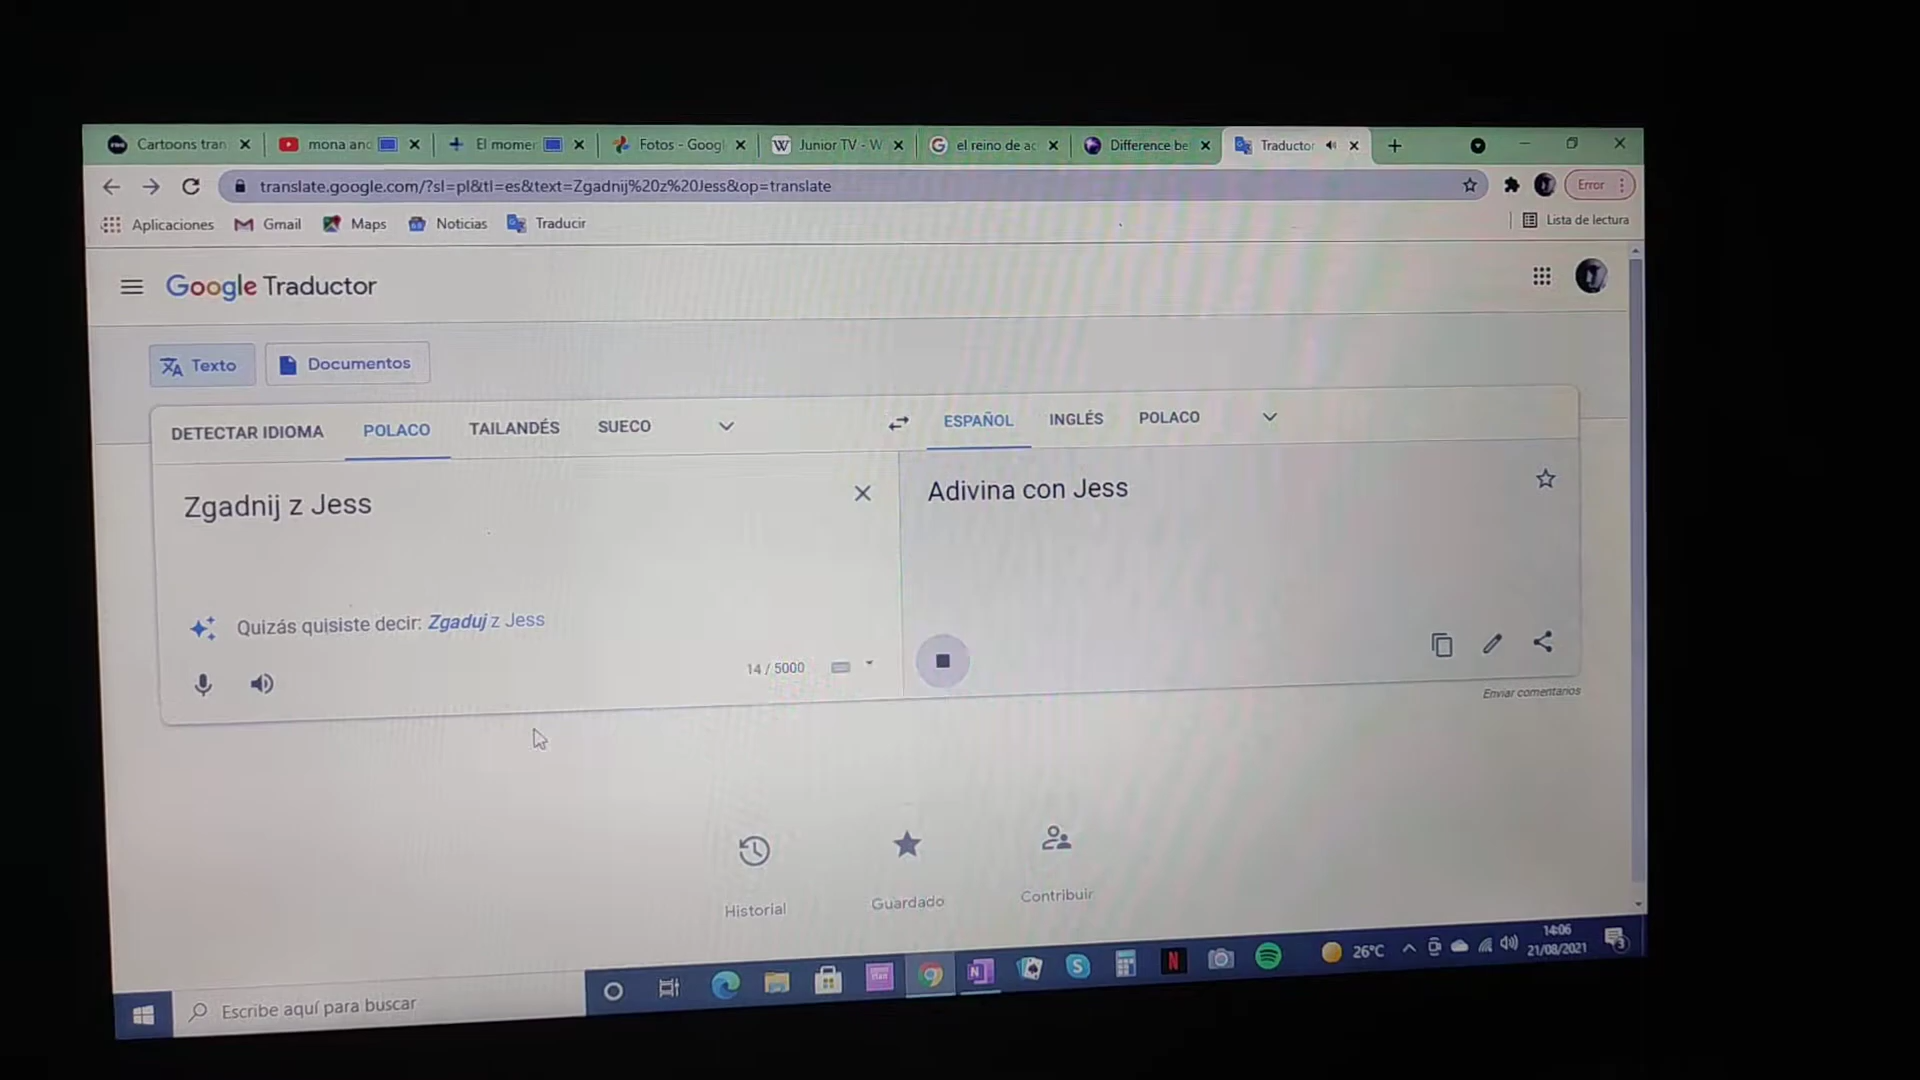 Cartoons tran
mona anc
El momer
Fotos - Googl
Junior TV - W
el reino de ac
Difference be
Traductor
translate.google.com/?sl=pl&tl=es&text=Zgadnij%20z%20Jess&op=translate
Error
Aplicaciones
Gmail
Maps
Noticias
Traducir
Lista de lectura
Google Traductor
Texto
Documentos
DETECTAR IDIOMA
POLACO
TAILANDÉS
SUECO
ESPAÑOL
INGLÉS
POLACO
Zgadnij z Jess
Adivina con Jess
Quizás quisiste decir: Zgaduj z Jess
14 / 5000
Enviar comentarios
Historial
Guardado
Contribuir
Escribe aquí para buscar
26°C
14:06
21/08/2021
3